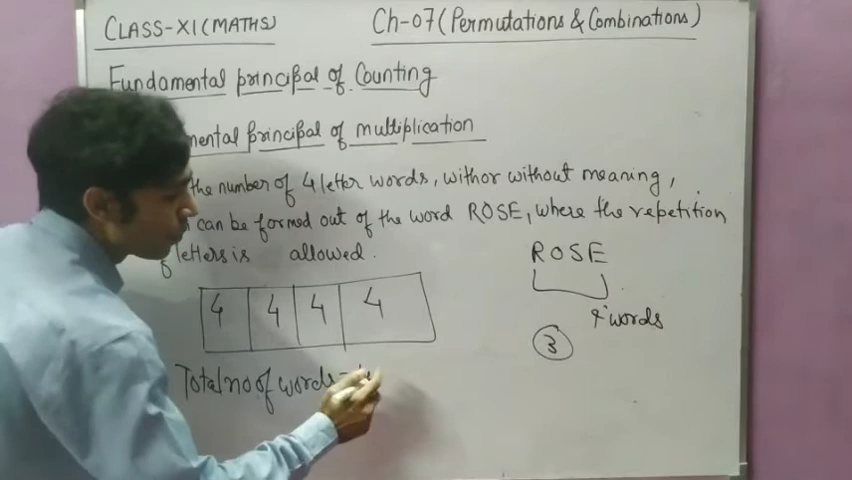 CLASS-XI (MATHS)
Ch-07 (Permutations & Combinations)
Fundamental principal of Counting
mental principal of multiplication
the number of 4 letter words, with or without meaning,
can be formed out of the word ROSE, where the repetition
letters is allowed.
ROSE
4 4 4 4
words
3
Total no of words =